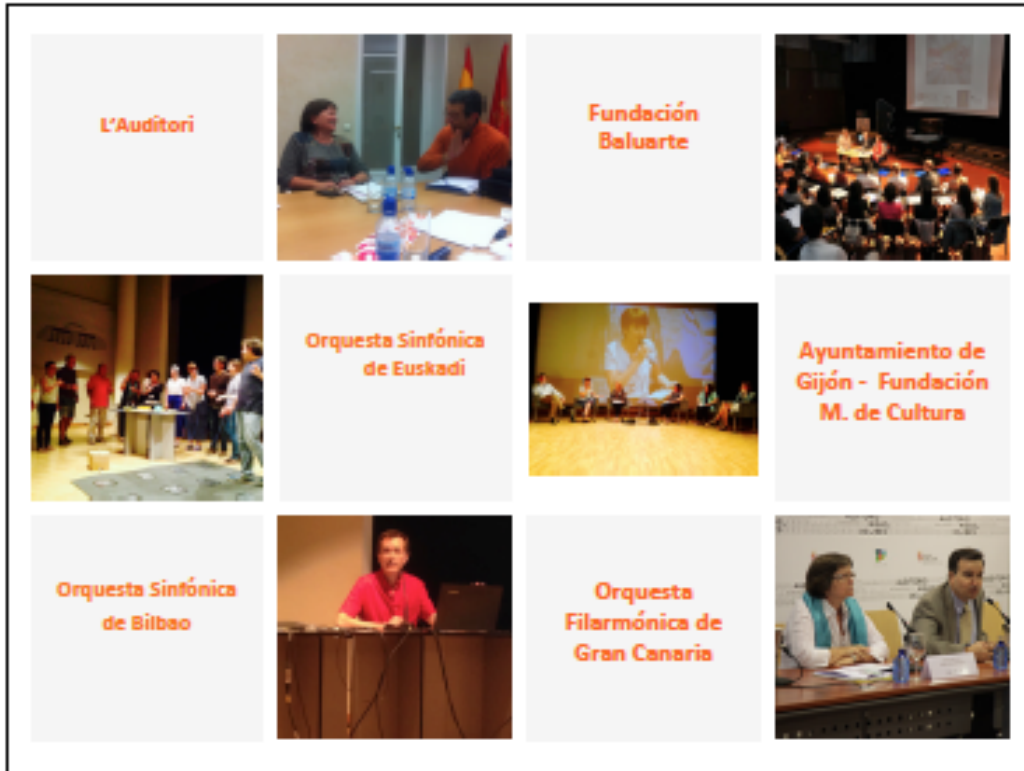 L'Auditori
Fundación
Baluarte
Orquesta Sinfónica
de Euskadi
Ayuntamiento de
Gijón - Fundación
M. de Cultura
Orquesta Sinfónica
de Bilbao
Orquesta
Filarmónica de
Gran Canaria